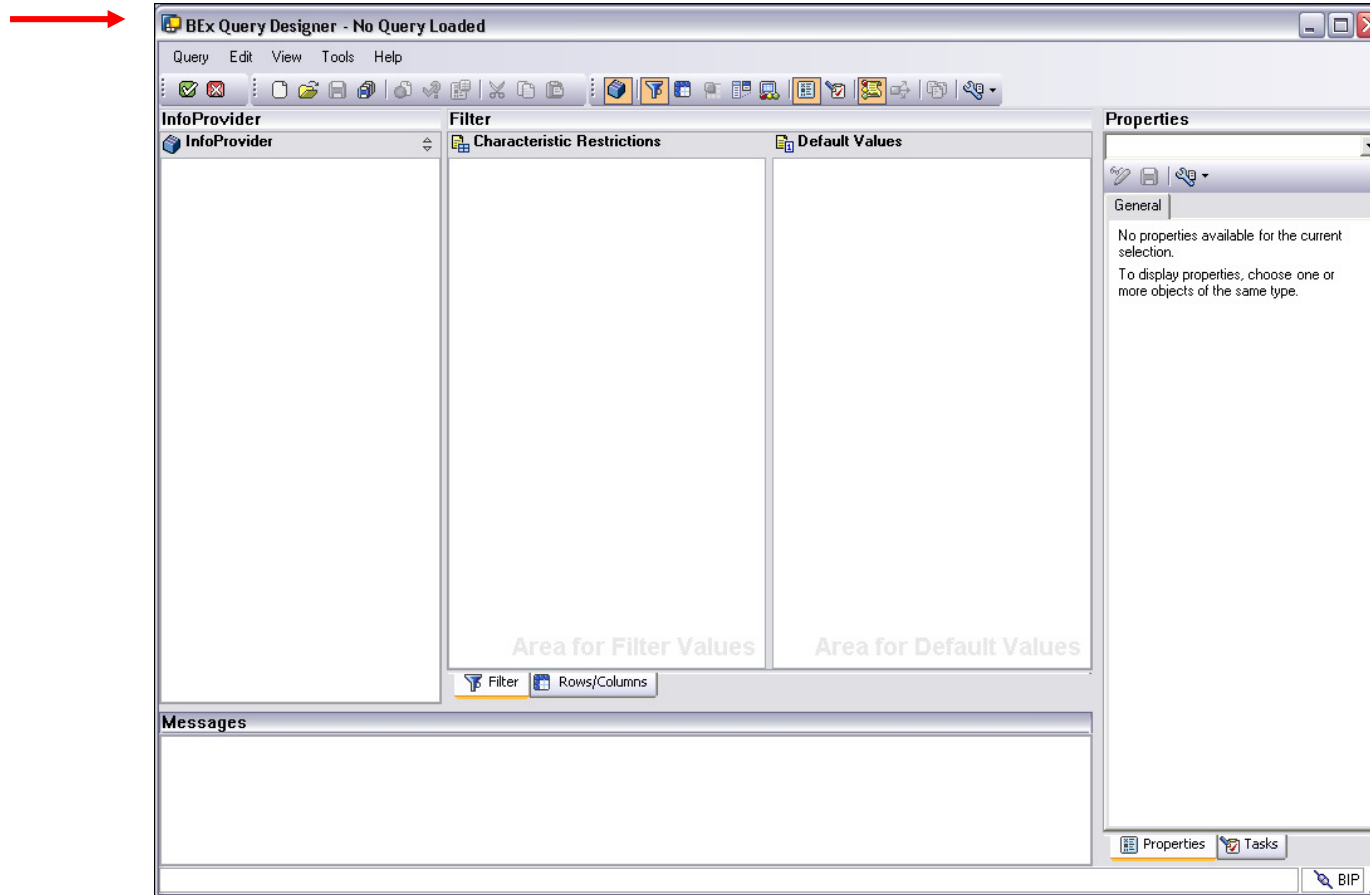 BEx Query Designer - No Query Loaded
Query Edit View Tools Help
InfoProvider
Filter
Properties
InfoProvider
Characteristic Restrictions
Default Values
General
No properties available for the current
selection.
To display properties, choose one or
more objects of the same type.
Area for Filter Values
Area for Default Values
Filter
Rows/Columns
Messages
Properties
Tasks
BIP